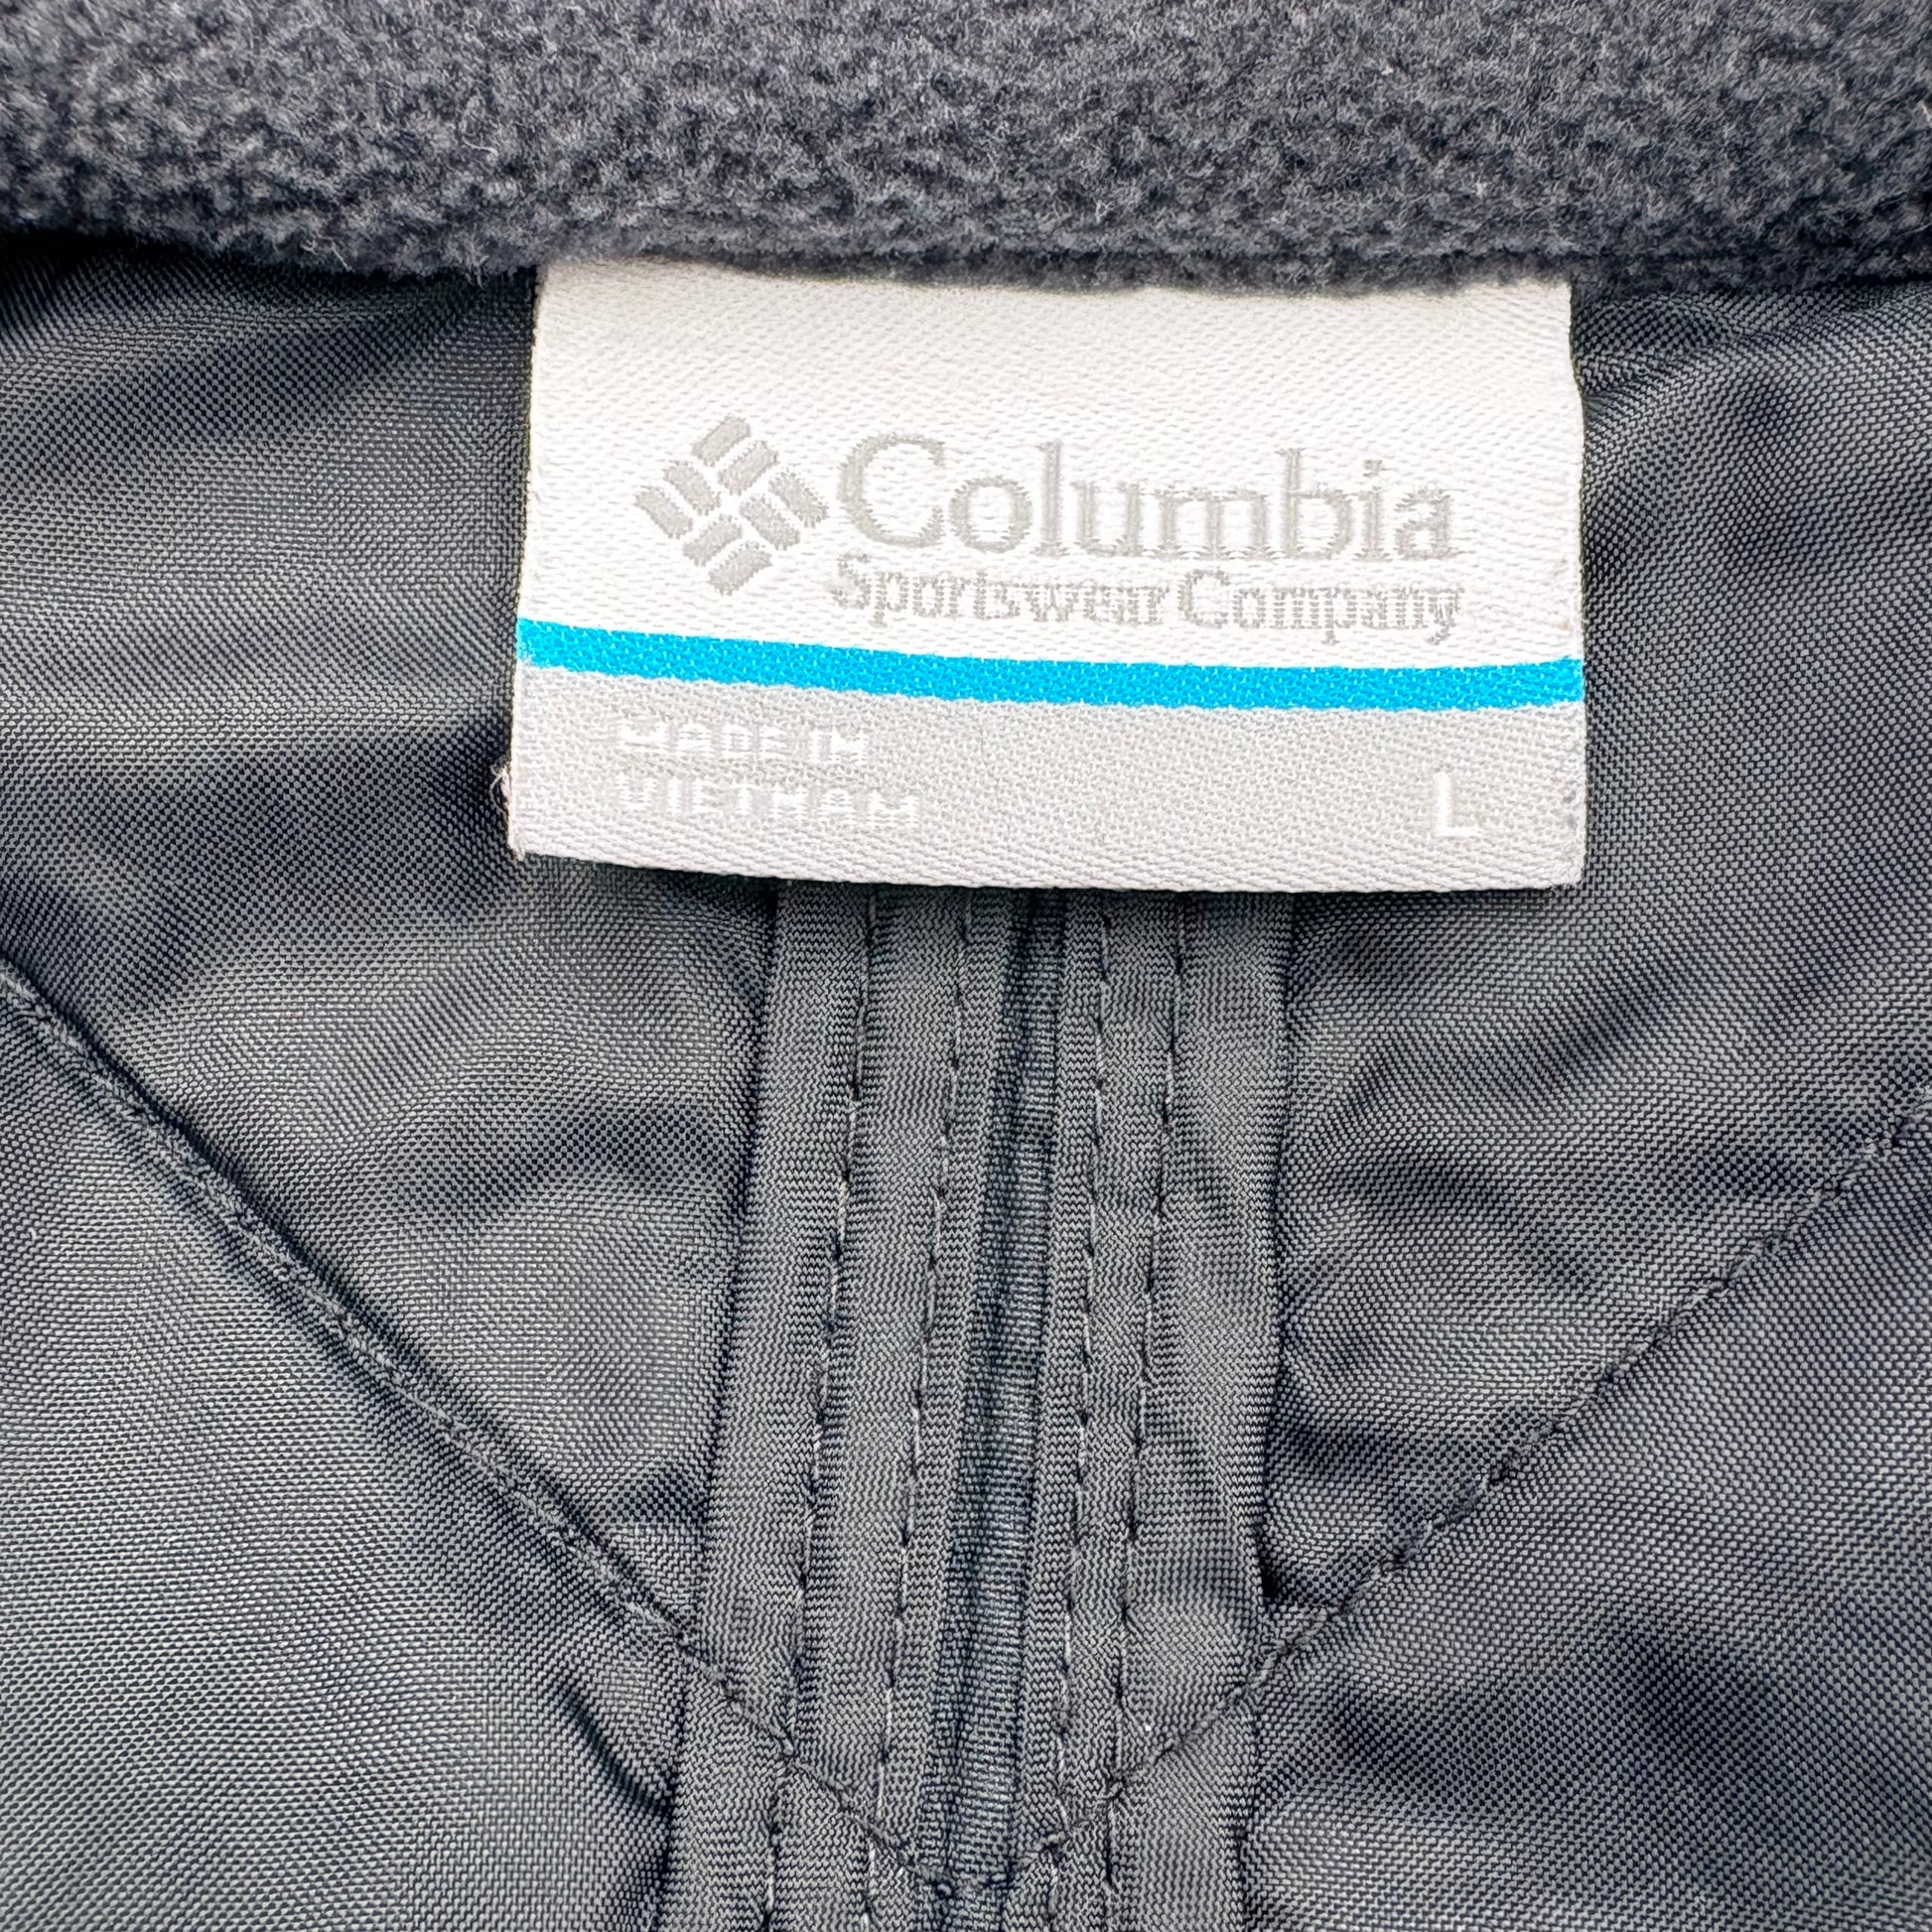 Columbia
Sportswear Company
MADE IN
VIETNAM
L